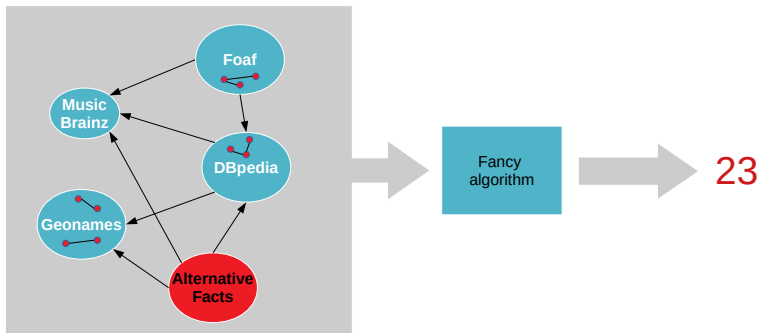 Foaf
Music
Brainz
DBpedia
Geonames
Alternative
Facts
Fancy
algorithm
23